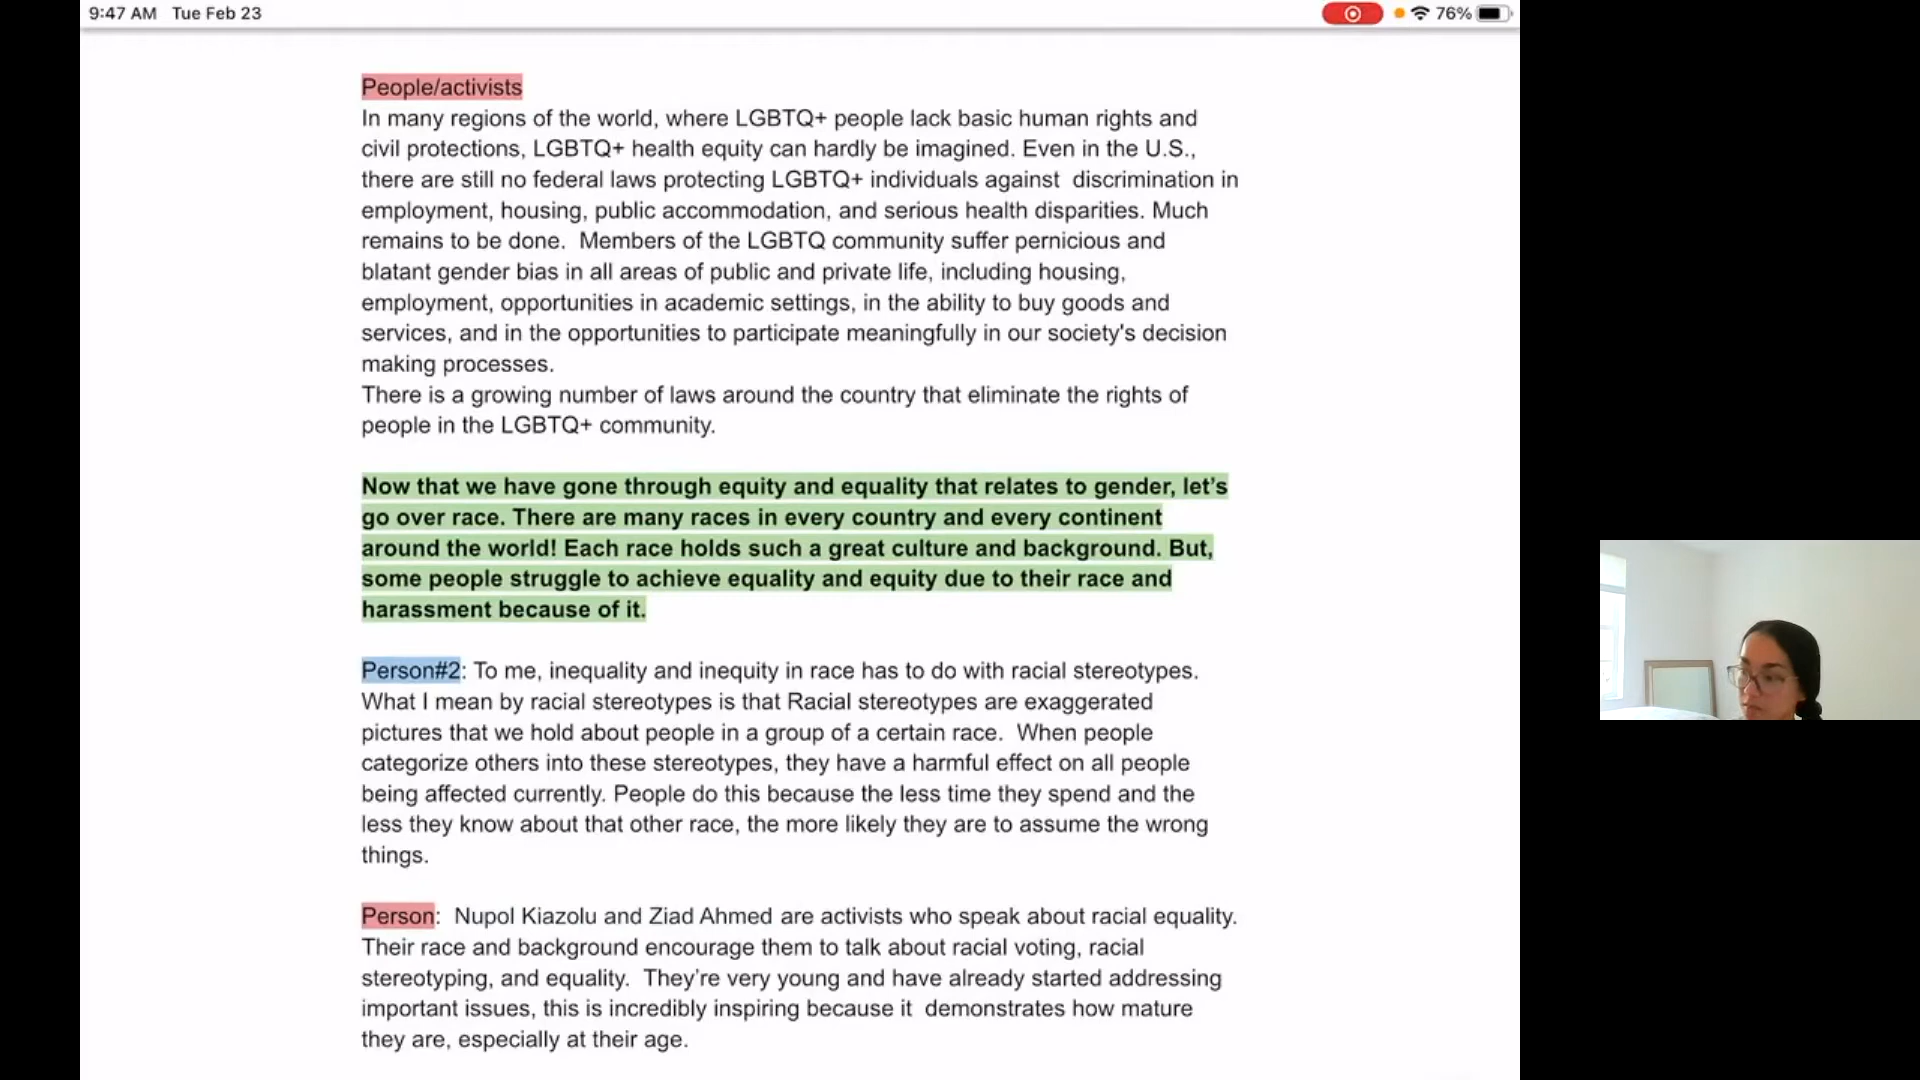 9:47 AM Tue Feb 23
76%
People/activists
In many regions of the world, where LGBTQ+ people lack basic human rights and
civil protections, LGBTQ+ health equity can hardly be imagined. Even in the U.S.,
there are still no federal laws protecting LGBTQ+ individuals against  discrimination in
employment, housing, public accommodation, and serious health disparities. Much
remains to be done.  Members of the LGBTQ community suffer pernicious and
blatant gender bias in all areas of public and private life, including housing,
employment, opportunities in academic settings, in the ability to buy goods and
services, and in the opportunities to participate meaningfully in our society's decision
making processes.
There is a growing number of laws around the country that eliminate the rights of
people in the LGBTQ+ community.
Now that we have gone through equity and equality that relates to gender, let’s
go over race. There are many races in every country and every continent
around the world! Each race holds such a great culture and background. But,
some people struggle to achieve equality and equity due to their race and
harassment because of it.
Person#2: To me, inequality and inequity in race has to do with racial stereotypes.
What I mean by racial stereotypes is that Racial stereotypes are exaggerated
pictures that we hold about people in a group of a certain race.  When people
categorize others into these stereotypes, they have a harmful effect on all people
being affected currently. People do this because the less time they spend and the
less they know about that other race, the more likely they are to assume the wrong
things.
Person:  Nupol Kiazolu and Ziad Ahmed are activists who speak about racial equality.
Their race and background encourage them to talk about racial voting, racial
stereotyping, and equality.  They’re very young and have already started addressing
important issues, this is incredibly inspiring because it  demonstrates how mature
they are, especially at their age.